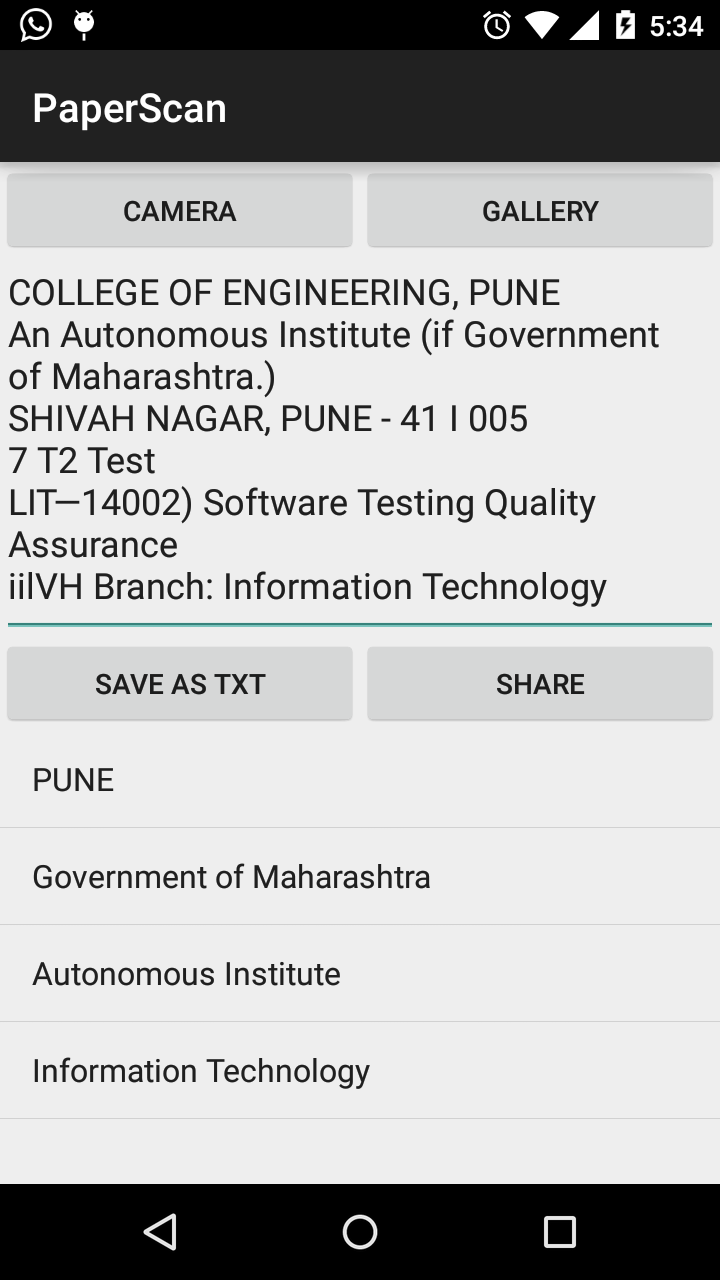 5:34
PaperScan
CAMERA
GALLERY
COLLEGE OF ENGINEERING, PUNE
An Autonomous Institute (if Government
of Maharashtra.)
SHIVAH NAGAR, PUNE - 41 I 005
7 T2 Test
LIT—14002) Software Testing Quality
Assurance
iilVH Branch: Information Technology
SAVE AS TXT
SHARE
PUNE
Government of Maharashtra
Autonomous Institute
Information Technology